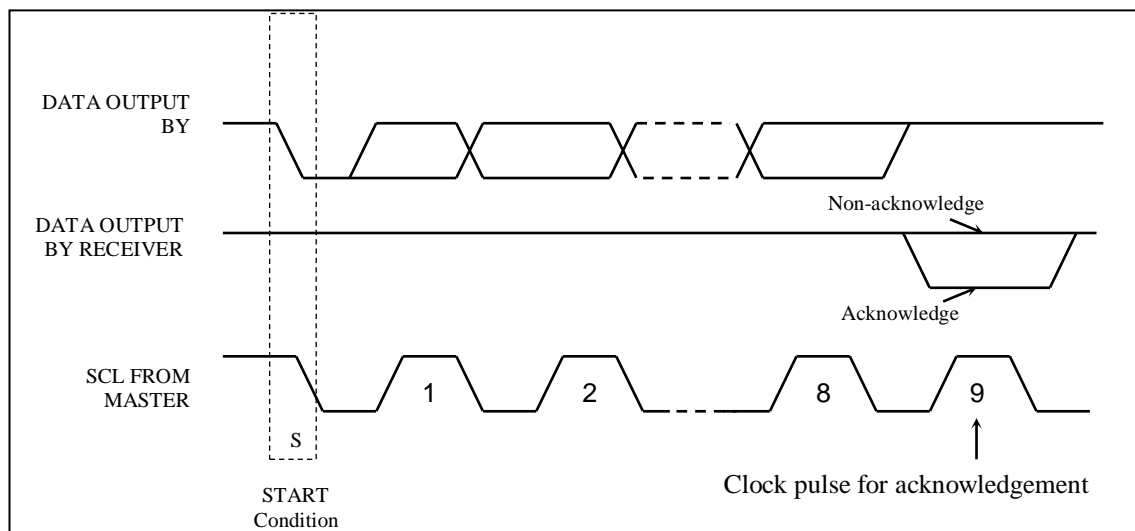 DATA OUTPUT
BY
DATA OUTPUT
BY RECEIVER
Non-acknowledge
Acknowledge
SCL FROM
MASTER
1
2
8
9
S
START
Condition
Clock pulse for acknowledgement